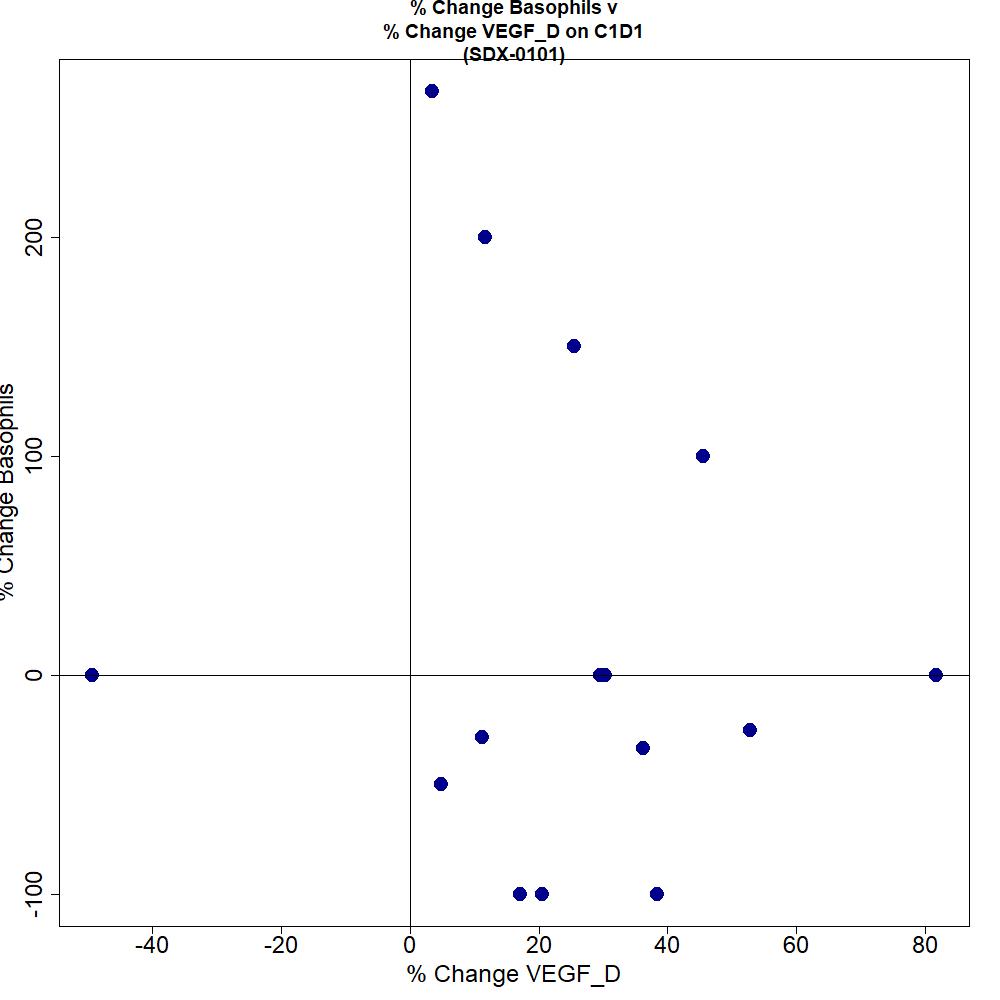 % Change Basophils v
% Change VEGF_D on C1D1
(SDX-0101)
% Change Basophils
200
100
0
-100
-40
-20
0
20
40
60
80
% Change VEGF_D